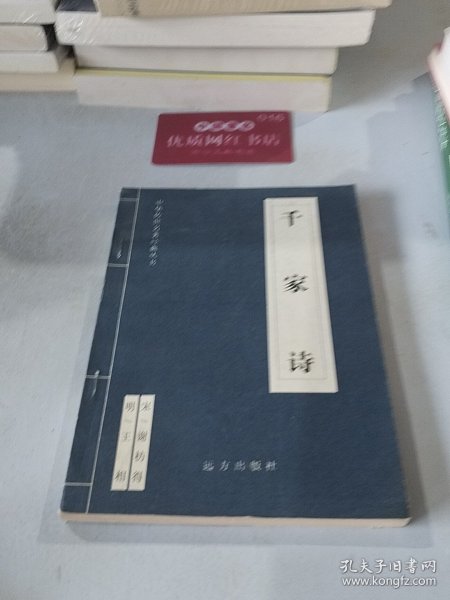 优质网红书店
千家诗
宋/谢枋得
明/王相
远方出版社
孔夫子旧书网
www.kongfz.com